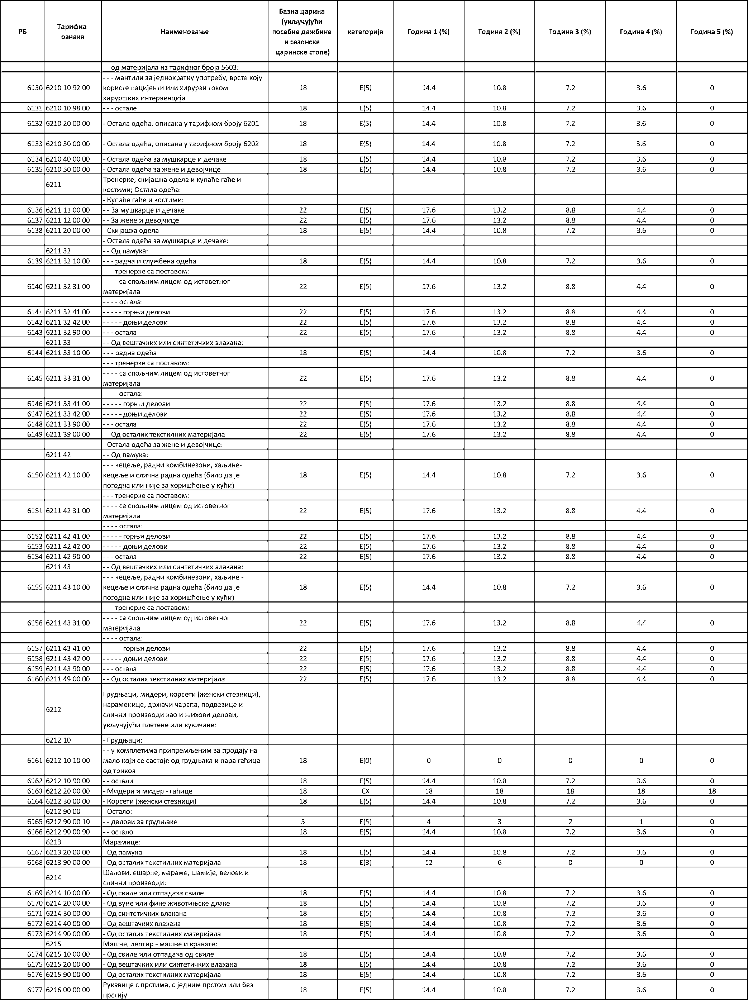 РБ Тарифна ознака Наименовање Базна царина (укључујући посебне дажбине и сезонске царинске стопе) категорија Година 1 (%) Година 2 (%) Година 3 (%) Година 4 (%) Година 5 (%)
- - од материјала из тарифног броја 5603:
6130 6210 10 92 00 - - - мантили за једнократну употребу, врсте коју користе пацијенти или хирурзи током хируршких интервенција 18 E(5) 14.4 10.8 7.2 3.6 0
6131 6210 10 98 00 - - - остале 18 E(5) 14.4 10.8 7.2 3.6 0
6132 6210 20 00 00 - Остала одећа, описана у тарифном броју 6201 18 E(5) 14.4 10.8 7.2 3.6 0
6133 6210 30 00 00 - Остала одећа, описана у тарифном броју 6202 18 E(5) 14.4 10.8 7.2 3.6 0
6134 6210 40 00 00 - Остала одећа за мушкарце и дечаке 18 E(5) 14.4 10.8 7.2 3.6 0
6135 6210 50 00 00 - Остала одећа за жене и девојчице 18 E(5) 14.4 10.8 7.2 3.6 0
6211 Тренерке, скијашка одела и купаће гаће и костими; Остала одећа:
- Купаће гаће и костими:
6136 6211 11 00 00 - - За мушкарце и дечаке 22 E(5) 17.6 13.2 8.8 4.4 0
6137 6211 12 00 00 - - За жене и девојчице 22 E(5) 17.6 13.2 8.8 4.4 0
6138 6211 20 00 00 - Скијашка одела 18 E(5) 14.4 10.8 7.2 3.6 0
- Остала одећа за мушкарце и дечаке:
6211 32 - - Од памука:
6139 6211 32 10 00 - - - радна и службена одећа 18 E(5) 14.4 10.8 7.2 3.6 0
- - - тренерке са поставом:
6140 6211 32 31 00 - - - - са спољним лицем од истоветног материјала 22 E(5) 17.6 13.2 8.8 4.4 0
- - - - остала:
6141 6211 32 41 00 - - - - - горњи делови 22 E(5) 17.6 13.2 8.8 4.4 0
6142 6211 32 42 00 - - - - - доњи делови 22 E(5) 17.6 13.2 8.8 4.4 0
6143 6211 32 90 00 - - - остала 22 E(5) 17.6 13.2 8.8 4.4 0
6211 33 - - Од вештачких или синтетичких влакана:
6144 6211 33 10 00 - - - радна одећа 18 E(5) 14.4 10.8 7.2 3.6 0
- - - тренерке са поставом:
6145 6211 33 31 00 - - - - са спољним лицем од истоветног материјала 22 E(5) 17.6 13.2 8.8 4.4 0
- - - - остала:
6146 6211 33 41 00 - - - - - горњи делови 22 E(5) 17.6 13.2 8.8 4.4 0
6147 6211 33 42 00 - - - - - доњи делови 22 E(5) 17.6 13.2 8.8 4.4 0
6148 6211 33 90 00 - - - остала 22 E(5) 17.6 13.2 8.8 4.4 0
6149 6211 39 00 00 - - Од осталих текстилних материјала 22 E(5) 17.6 13.2 8.8 4.4 0
- Остала одећа за жене и девојчице:
6211 42 - - Од памука:
6150 6211 42 10 00 - - - кецеље, радни комбинезони, хаљине-кецеље и слична радна одећа (било да је погодна или није за коришћење у кући) 18 E(5) 14.4 10.8 7.2 3.6 0
- - - тренерке са поставом:
6151 6211 42 31 00 - - - - са спољним лицем од истоветног материјала 22 E(5) 17.6 13.2 8.8 4.4 0
- - - - остала:
6152 6211 42 41 00 - - - - - горњи делови 22 E(5) 17.6 13.2 8.8 4.4 0
6153 6211 42 42 00 - - - - - доњи делови 22 E(5) 17.6 13.2 8.8 4.4 0
6154 6211 42 90 00 - - - остала 22 E(5) 17.6 13.2 8.8 4.4 0
6211 43 - - Од вештачких или синтетичких влакана:
6155 6211 43 10 00 - - - кецеље, радни комбинезони, хаљине - кецеље и слична радна одећа (било да је погодна или није за коришћење у кући) 18 E(5) 14.4 10.8 7.2 3.6 0
- - - тренерке са поставом:
6156 6211 43 31 00 - - - - са спољним лицем од истоветног материјала 22 E(5) 17.6 13.2 8.8 4.4 0
- - - - остала:
6157 6211 43 41 00 - - - - - горњи делови 22 E(5) 17.6 13.2 8.8 4.4 0
6158 6211 43 42 00 - - - - - доњи делови 22 E(5) 17.6 13.2 8.8 4.4 0
6159 6211 43 90 00 - - - остала 22 E(5) 17.6 13.2 8.8 4.4 0
6160 6211 49 00 00 - - Од осталих текстилних материјала 22 E(5) 17.6 13.2 8.8 4.4 0
6212 Грудњаци, мидери, корсети (женски стезници), нараменице, држачи чарапа, подвезице и слични производи као и њихови делови, укључујући плетене или кукичане:
6212 10 - Грудњаци:
6161 6212 10 10 00 - - у комплетима припремљеним за продају на мало који се састоје од грудњака и пара гаћица од трикоа 18 E(0) 0 0 0 0 0
6162 6212 10 90 00 - - остали 18 E(5) 14.4 10.8 7.2 3.6 0
6163 6212 20 00 00 - Мидери и мидер - гаћице 18 EX 18 18 18 18 18
6164 6212 30 00 00 - Корсети (женски стезници) 18 E(5) 14.4 10.8 7.2 3.6 0
6212 90 00 - Остало:
6165 6212 90 00 10 - - делови за грудњаке 5 E(5) 4 3 2 1 0
6166 6212 90 00 90 - - остало 18 E(5) 14.4 10.8 7.2 3.6 0
6213 Марамице:
6167 6213 20 00 00 - Од памука 18 E(5) 14.4 10.8 7.2 3.6 0
6168 6213 90 00 00 - Од осталих текстилних материјала 18 E(3) 12 6 0 0 0
6214 Шалови, ешарпе, мараме, шамије, велови и слични производи:
6169 6214 10 00 00 - Од свиле или отпадака свиле 18 E(5) 14.4 10.8 7.2 3.6 0
6170 6214 20 00 00 - Од вуне или фине животињске длаке 18 E(5) 14.4 10.8 7.2 3.6 0
6171 6214 30 00 00 - Од синтетичких влакана 18 E(5) 14.4 10.8 7.2 3.6 0
6172 6214 40 00 00 - Од вештачких влакана 18 E(5) 14.4 10.8 7.2 3.6 0
6173 6214 90 00 00 - Од осталих текстилних материјала 18 E(5) 14.4 10.8 7.2 3.6 0
6215 Машне, лептир - машне и кравате:
6174 6215 10 00 00 - Од свиле или отпадака од свиле 18 E(5) 14.4 10.8 7.2 3.6 0
6175 6215 20 00 00 - Од вештачких или синтетичких влакана 18 E(5) 14.4 10.8 7.2 3.6 0
6176 6215 90 00 00 - Од осталих текстилних материјала 18 E(5) 14.4 10.8 7.2 3.6 0
6177 6216 00 00 00 Рукавице с прстима, с једним прстом или без прстију 18 E(5) 14.4 10.8 7.2 3.6 0